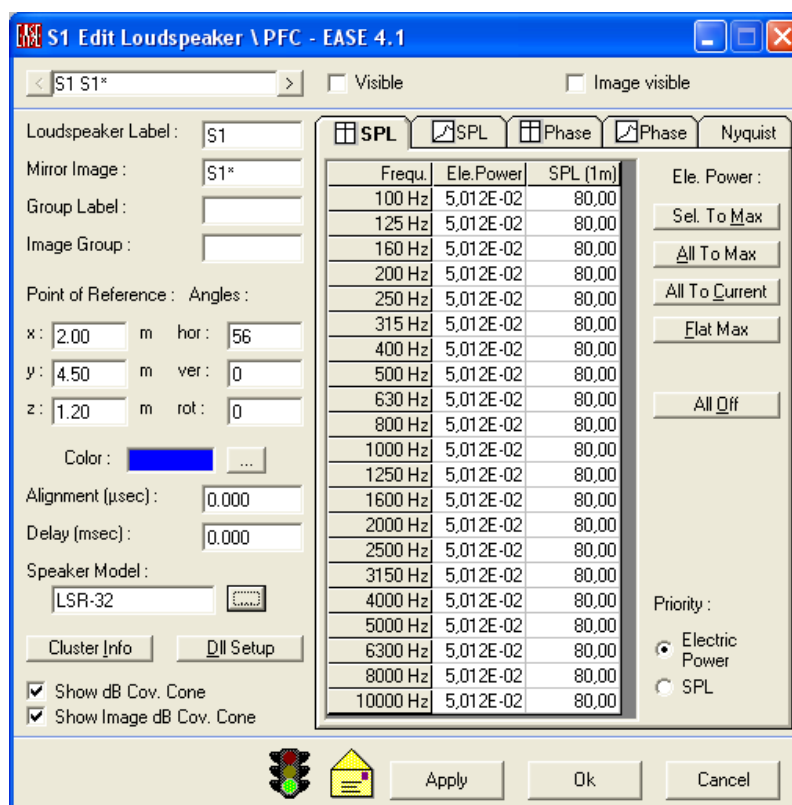 EASE S1 Edit Loudspeaker \ PFC - EASE 4.1
< S1 S1* > Visible Image visible
SPL SPL Phase Phase Nyquist
Loudspeaker Label : S1
Mirror Image : S1*
Group Label :
Image Group :
Point of Reference : Angles :
x : 2.00 m hor : 56
y : 4.50 m ver : 0
z : 1.20 m rot : 0
Color : ...
Alignment (µsec) : 0.000
Delay (msec) : 0.000
Speaker Model :
LSR-32 ...
Cluster Info Dll Setup
Show dB Cov. Cone
Show Image dB Cov. Cone
Frequ. Ele.Power SPL (1m)
100 Hz 5,012E-02 80,00
125 Hz 5,012E-02 80,00
160 Hz 5,012E-02 80,00
200 Hz 5,012E-02 80,00
250 Hz 5,012E-02 80,00
315 Hz 5,012E-02 80,00
400 Hz 5,012E-02 80,00
500 Hz 5,012E-02 80,00
630 Hz 5,012E-02 80,00
800 Hz 5,012E-02 80,00
1000 Hz 5,012E-02 80,00
1250 Hz 5,012E-02 80,00
1600 Hz 5,012E-02 80,00
2000 Hz 5,012E-02 80,00
2500 Hz 5,012E-02 80,00
3150 Hz 5,012E-02 80,00
4000 Hz 5,012E-02 80,00
5000 Hz 5,012E-02 80,00
6300 Hz 5,012E-02 80,00
8000 Hz 5,012E-02 80,00
10000 Hz 5,012E-02 80,00
Ele. Power :
Sel. To Max
All To Max
All To Current
Flat Max
All Off
Priority :
Electric
Power
SPL
Apply Ok Cancel